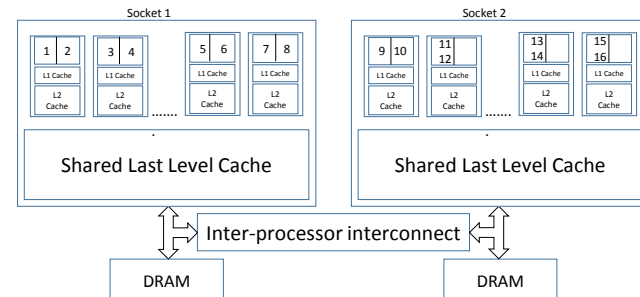 Socket 1
Socket 2
1 2
3 4
5 6
7 8
9 10
11
12
13
14
15
16
L1 Cache
L1 Cache
L1 Cache
L1 Cache
L1 Cache
L1 Cache
L1 Cache
L1 Cache
L2
Cache
L2
Cache
L2
Cache
L2
Cache
L2
Cache
L2
Cache
L2
Cache
L2
Cache
.......
.......
.
.
Shared Last Level Cache
Shared Last Level Cache
Inter-processor interconnect
DRAM
DRAM